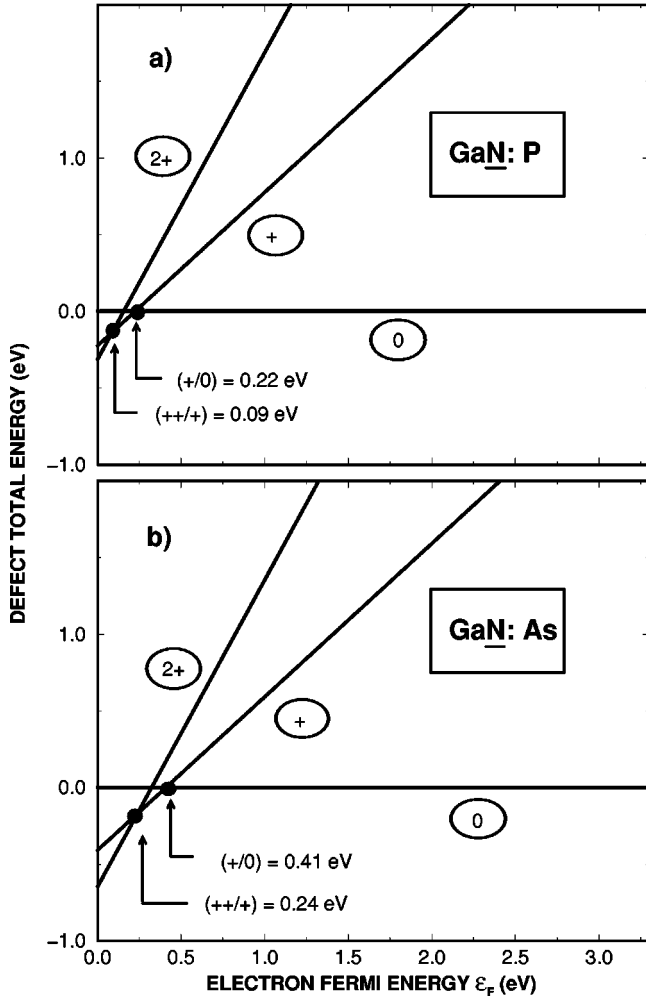 a)
1.0
0.0
−1.0
2+
+
0
GaN: P
(+/0) = 0.22 eV
(++/+) = 0.09 eV
DEFECT TOTAL ENERGY (eV)
b)
1.0
0.0
−1.0
2+
+
0
GaN: As
(+/0) = 0.41 eV
(++/+) = 0.24 eV
0.0 0.5 1.0 1.5 2.0 2.5 3.0
ELECTRON FERMI ENERGY εF (eV)